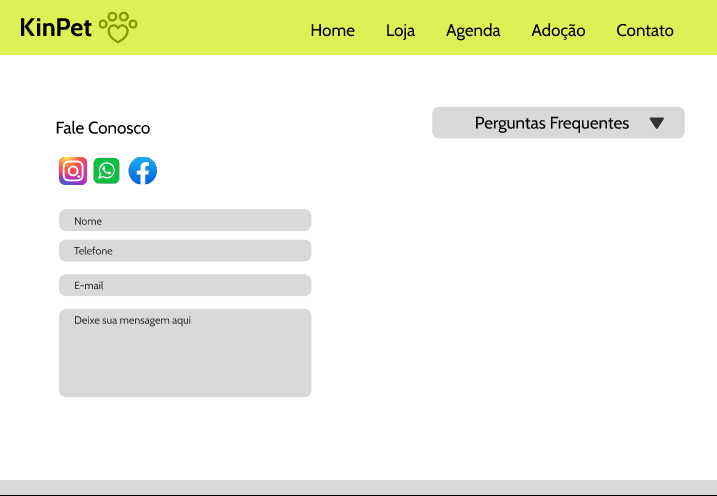 KinPet
Home Loja Agenda Adoção Contato
Fale Conosco
Perguntas Frequentes
Nome
Telefone
E-mail
Deixe sua mensagem aqui